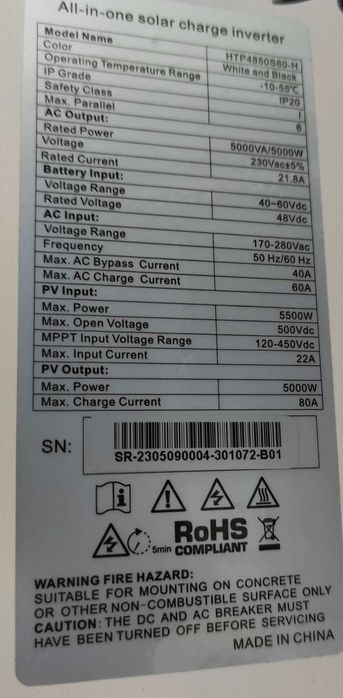 All-in-one solar charge inverter
Model Name HTP4850S80-H
Color White and Black
Operating Temperature Range -10-55℃
IP Grade IP20
Safety Class I
Max. Parallel 6
AC Output:
Rated Power 5000VA/5000W
Voltage 230Vac±5%
Rated Current 21.8A
Battery Input:
Voltage Range 40~60Vdc
Rated Voltage 48Vdc
AC Input:
Voltage Range 170-280Vac
Frequency 50 Hz/60 Hz
Max. AC Bypass Current 40A
Max. AC Charge Current 60A
PV Input:
Max. Power 5500W
Max. Open Voltage 500Vdc
MPPT Input Voltage Range 120-450Vdc
Max. Input Current 22A
PV Output:
Max. Power 5000W
Max. Charge Current 80A
SN:
SR-2305090004-301072-B01
5min
RoHS
COMPLIANT
WARNING FIRE HAZARD:
SUITABLE FOR MOUNTING ON CONCRETE
OR OTHER NON-COMBUSTIBLE SURFACE ONLY
CAUTION: THE DC AND AC BREAKER MUST
HAVE BEEN TURNED OFF BEFORE SERVICING
MADE IN CHINA